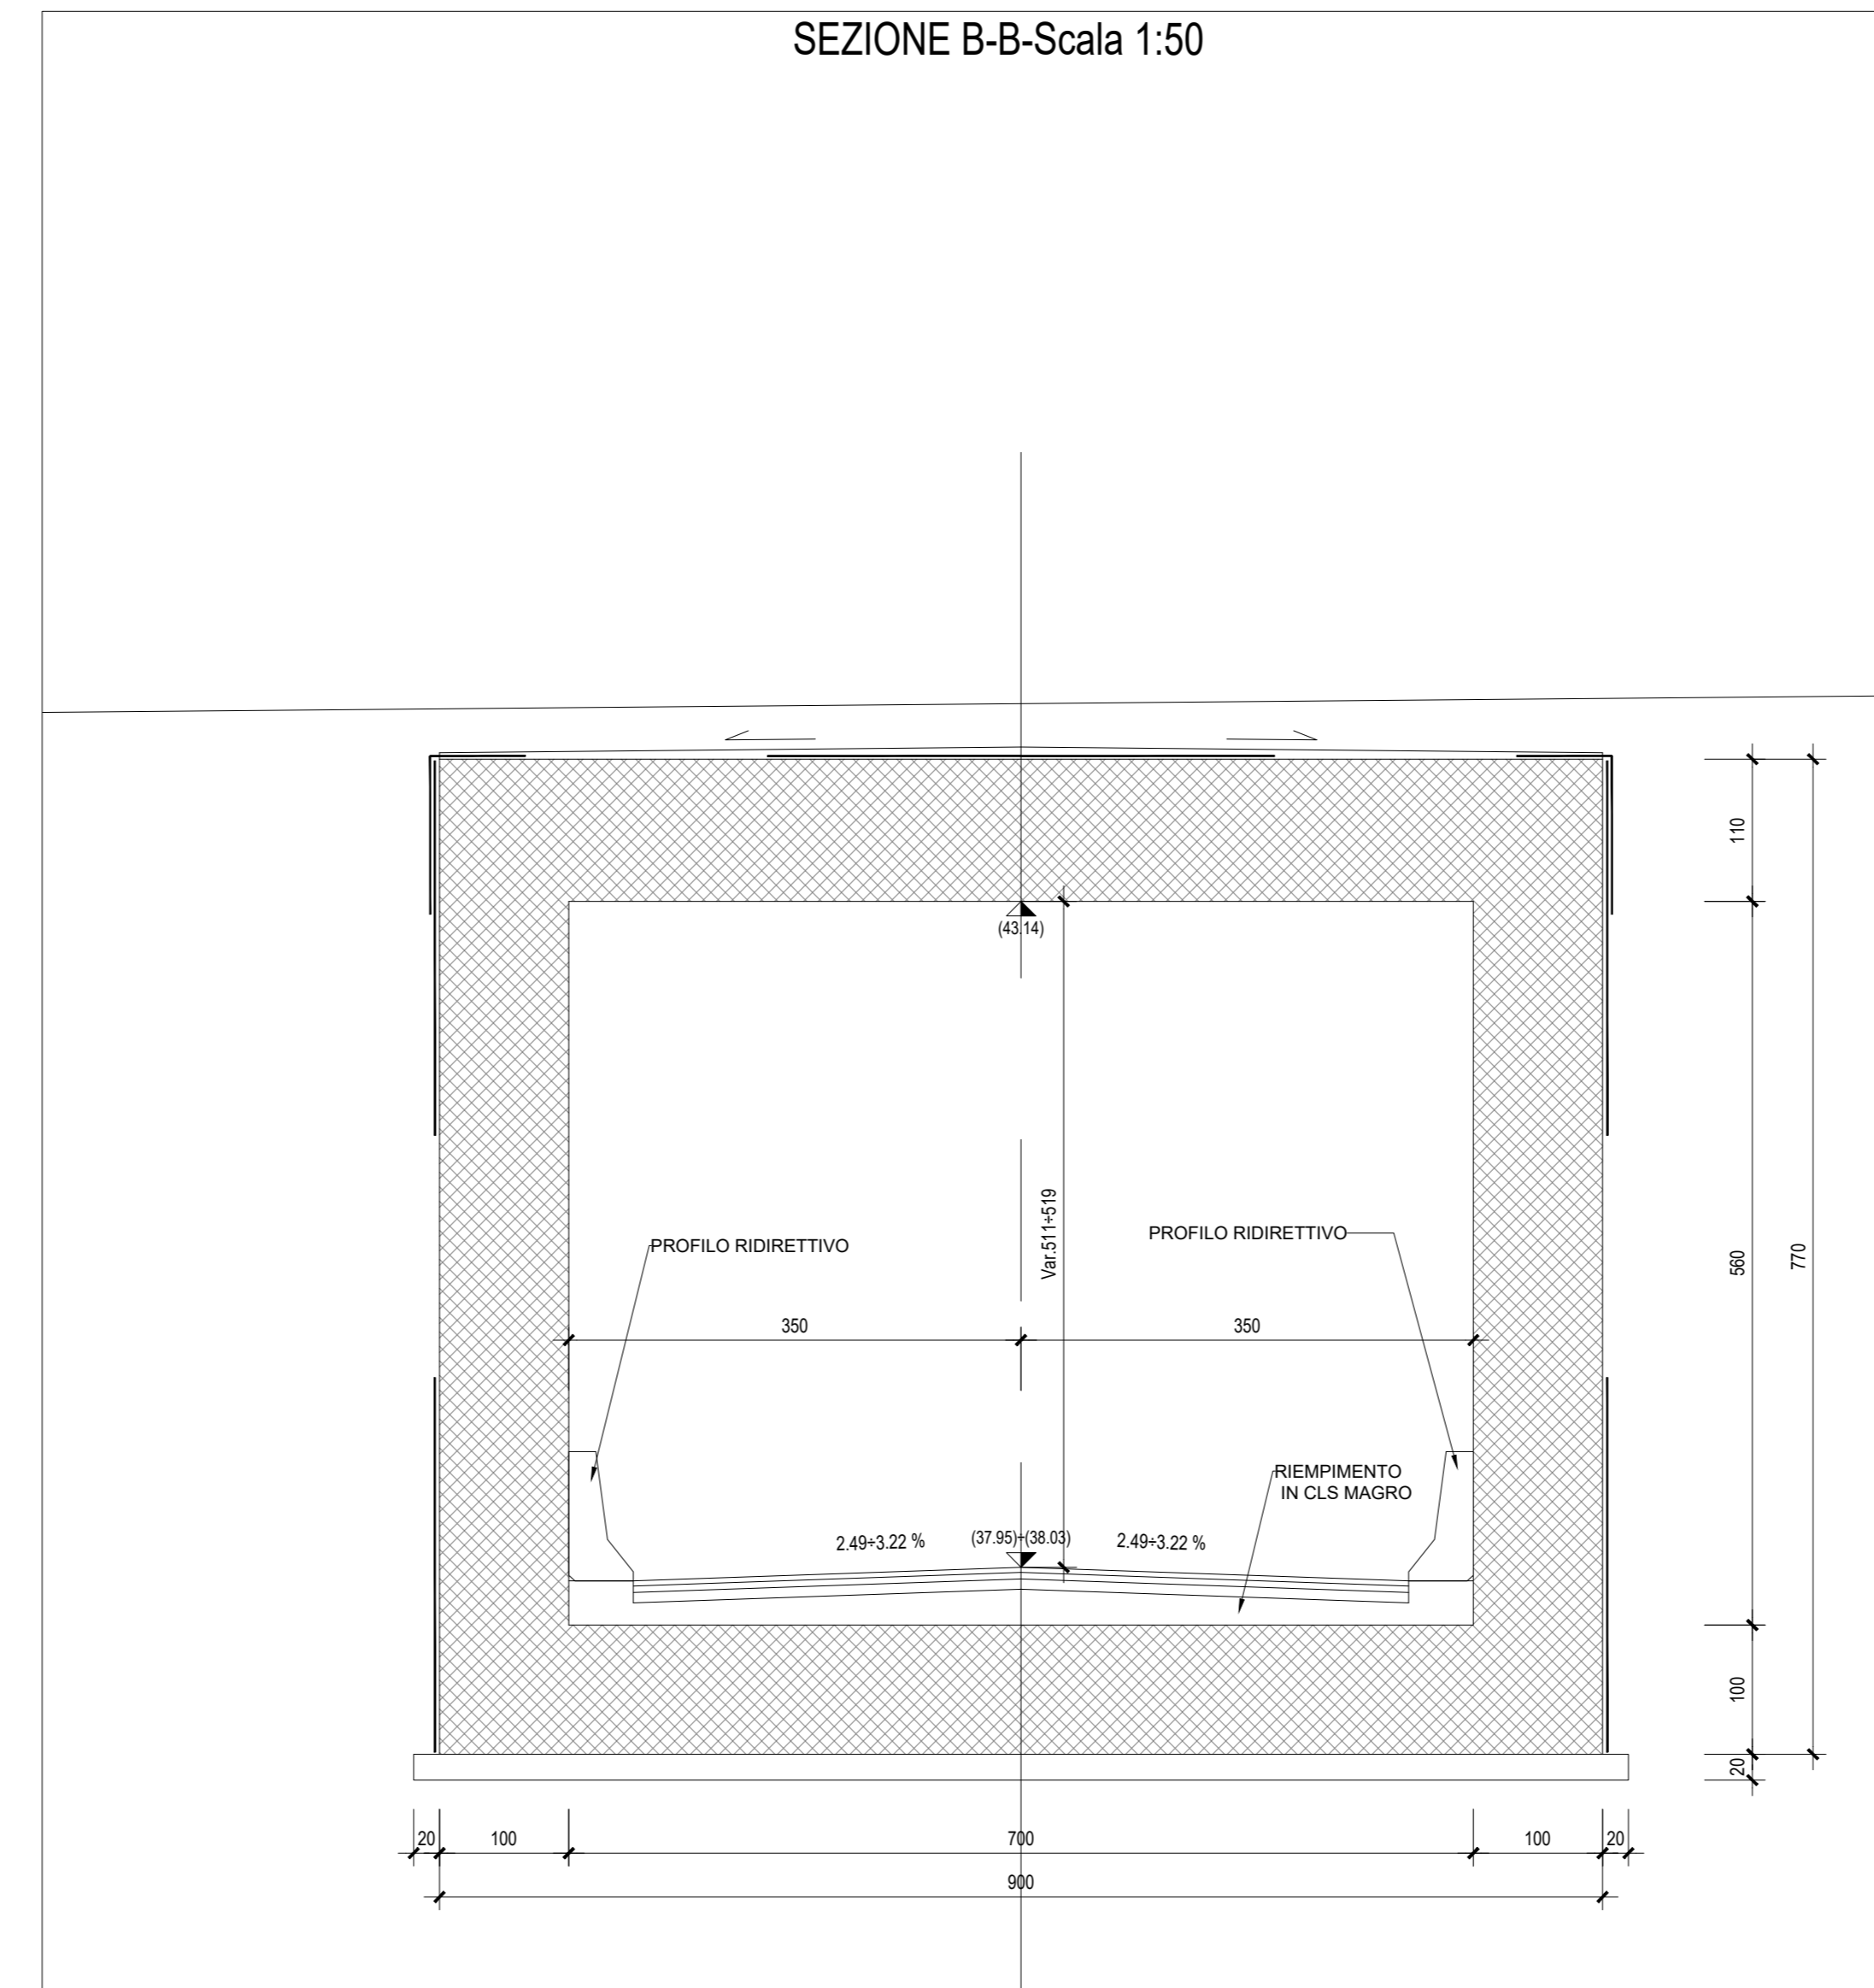 SEZIONE B-B-Scala 1:50
110
(43.14)
Var.511÷519
560
770
PROFILO RIDIRETTIVO
PROFILO RIDIRETTIVO
350
350
RIEMPIMENTO
IN CLS MAGRO
2.49÷3.22 %
(37.95)÷(38.03)
2.49÷3.22 %
100
20
20
100
700
100
20
900